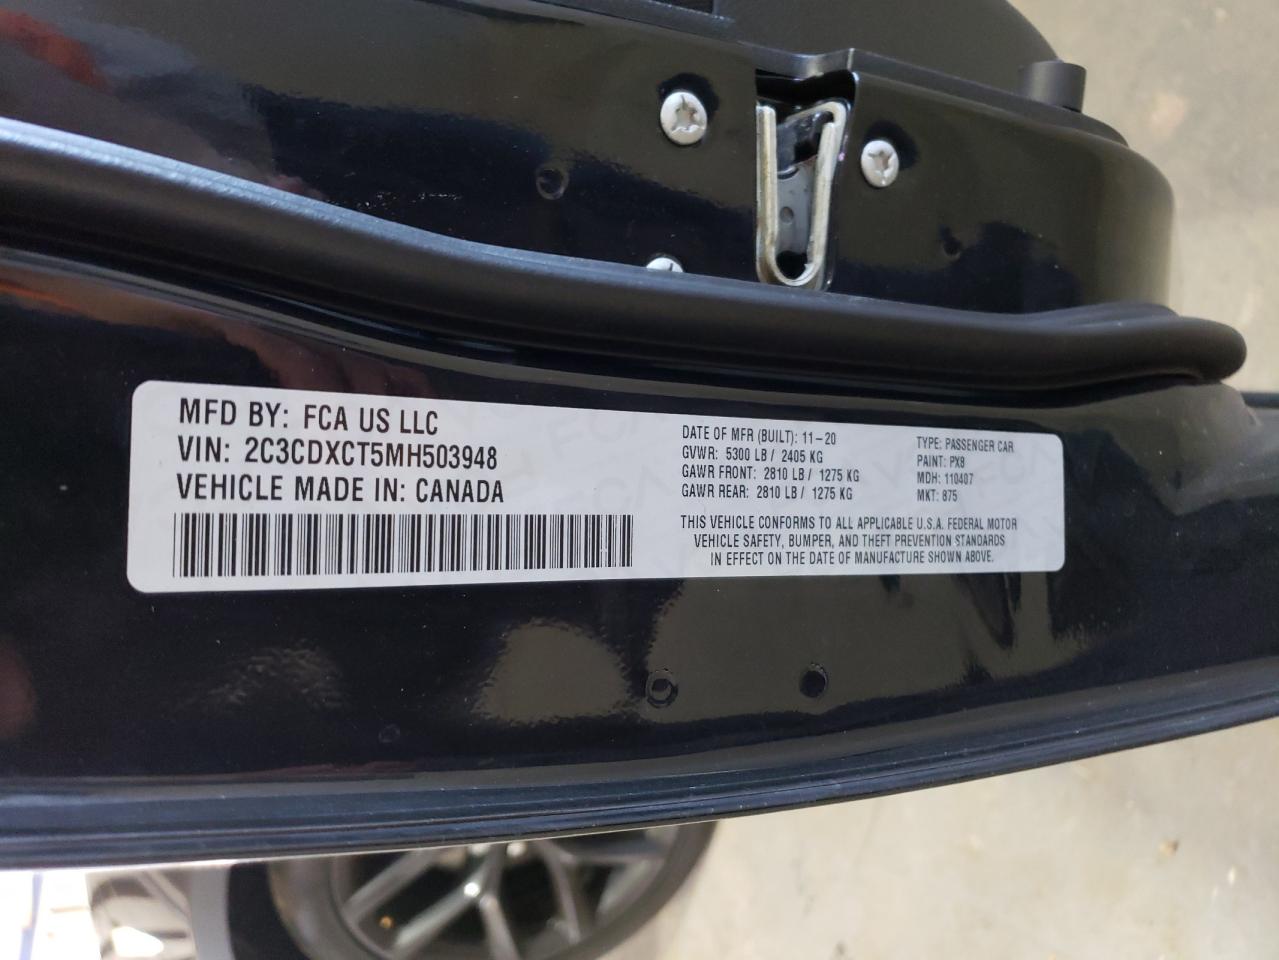 MFD BY: FCA US LLC
VIN: 2C3CDXCT5MH503948
VEHICLE MADE IN: CANADA
DATE OF MFR (BUILT): 11-20
GVWR: 5300 LB / 2405 KG
GAWR FRONT: 2810 LB / 1275 KG
GAWR REAR: 2810 LB / 1275 KG
TYPE: PASSENGER CAR
PAINT: PX8
MDH: 110407
MKT: 875
THIS VEHICLE CONFORMS TO ALL APPLICABLE U.S.A. FEDERAL MOTOR
VEHICLE SAFETY, BUMPER, AND THEFT PREVENTION STANDARDS
IN EFFECT ON THE DATE OF MANUFACTURE SHOWN ABOVE.